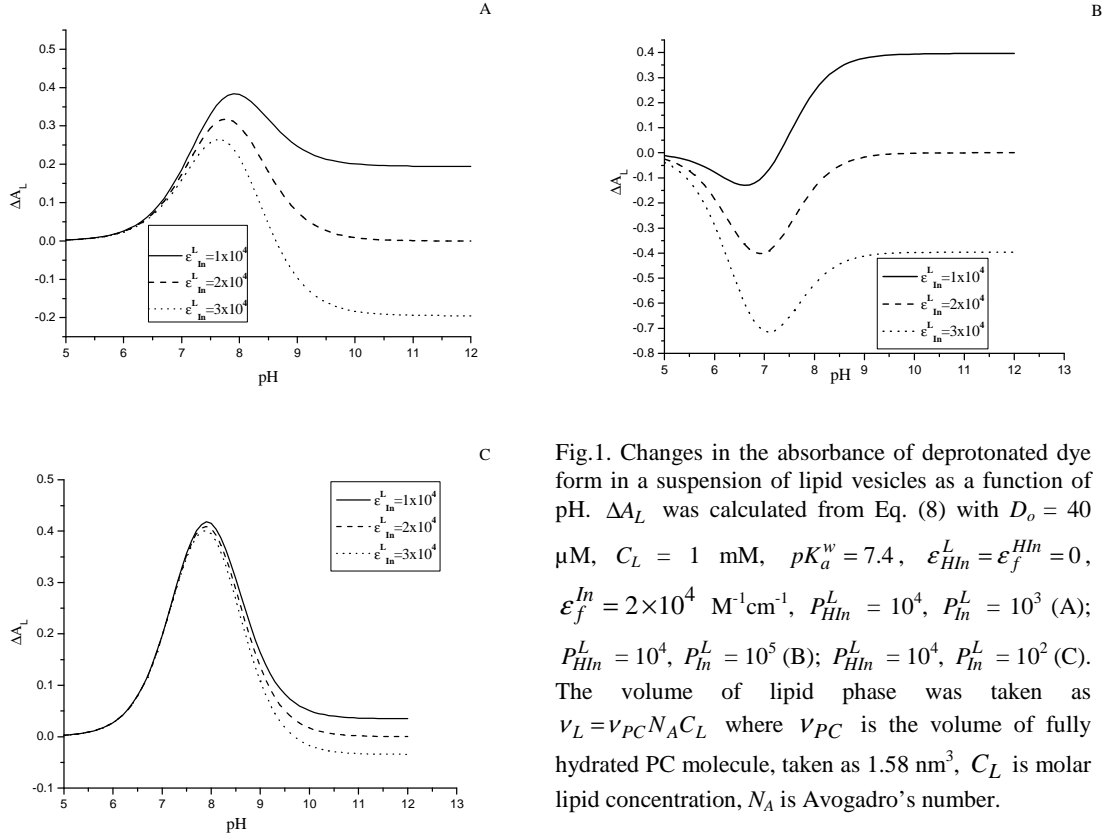 A
0.5
0.4
0.3
0.2
0.1
0.0
-0.1
-0.2
ΔA_L
ε^L_In=1x10^4
ε^L_In=2x10^4
ε^L_In=3x10^4
5 6 7 8 9 10 11 12
pH
B
0.4
0.3
0.2
0.1
0.0
-0.1
-0.2
-0.3
-0.4
-0.5
-0.6
-0.7
-0.8
ΔA_L
ε^L_In=1x10^4
ε^L_In=2x10^4
ε^L_In=3x10^4
5 6 7 8 9 10 11 12 13
pH
C
0.5
0.4
0.3
0.2
0.1
0.0
-0.1
ΔA_L
ε^L_In=1x10^4
ε^L_In=2x10^4
ε^L_In=3x10^4
5 6 7 8 9 10 11 12 13
pH
Fig.1. Changes in the absorbance of deprotonated dye
form in a suspension of lipid vesicles as a function of
pH. ΔA_L was calculated from Eq. (8) with D_o = 40
µM, C_L = 1 mM, pK_a^w = 7.4, ε^L_HIn = ε_f^HIn = 0,
ε_f^In = 2×10^4 M^-1cm^-1, P^L_HIn = 10^4, P^L_In = 10^3 (A);
P^L_HIn = 10^4, P^L_In = 10^5 (B); P^L_HIn = 10^4, P^L_In = 10^2 (C).
The volume of lipid phase was taken as
ν_L = ν_PC N_A C_L where ν_PC is the volume of fully
hydrated PC molecule, taken as 1.58 nm^3, C_L is molar
lipid concentration, N_A is Avogadro’s number.